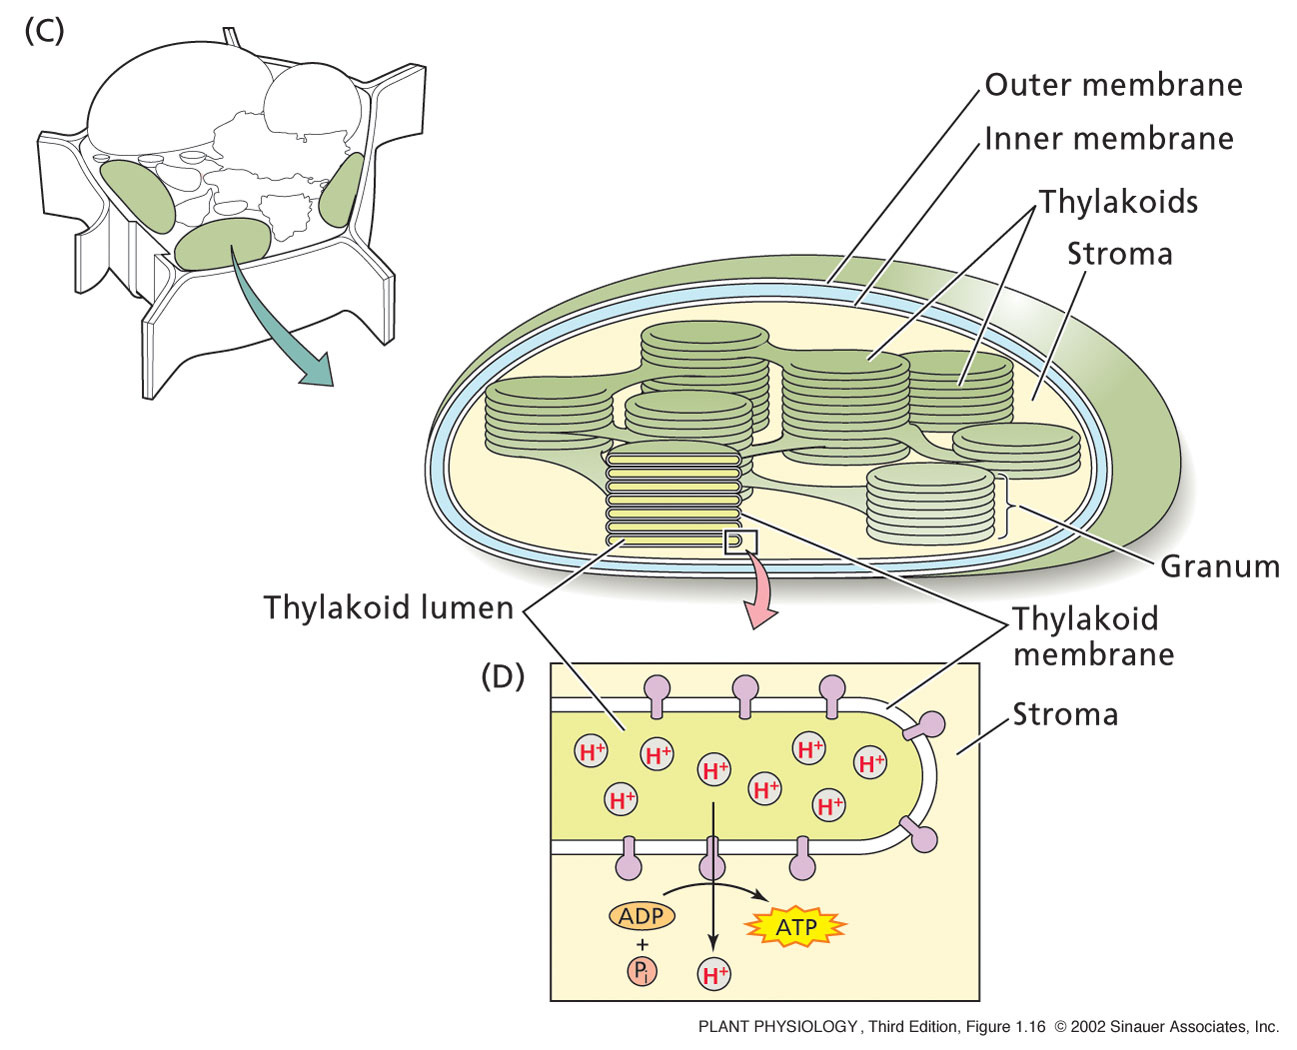 (C)
Outer membrane
Inner membrane
Thylakoids
Stroma
Granum
Thylakoid lumen
Thylakoid
membrane
(D)
Stroma
H+
H+
H+
H+
H+
H+
H+
H+
ADP
+
Pi
ATP
H+
PLANT PHYSIOLOGY, Third Edition, Figure 1.16 © 2002 Sinauer Associates, Inc.